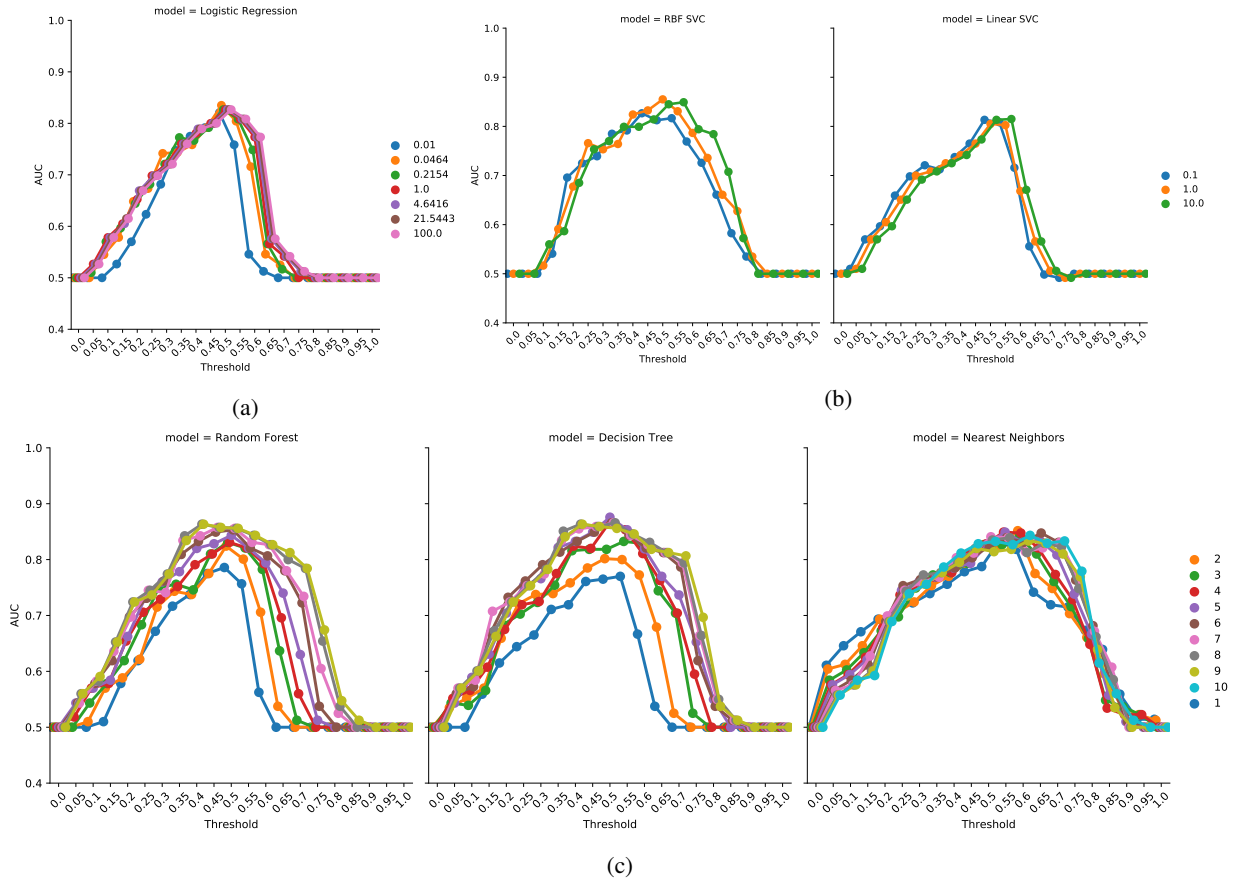 model = Logistic Regression
1.0
0.9
0.8
0.7
0.6
0.5
0.4
AUC
0.0 0.05 0.1 0.15 0.2 0.25 0.3 0.35 0.4 0.45 0.5 0.55 0.6 0.65 0.7 0.75 0.8 0.85 0.9 0.95 1.0
Threshold
0.01
0.0464
0.2154
1.0
4.6416
21.5443
100.0
(a)
model = RBF SVC
model = Linear SVC
1.0
0.9
0.8
0.7
0.6
0.5
0.4
AUC
0.0 0.05 0.1 0.15 0.2 0.25 0.3 0.35 0.4 0.45 0.5 0.55 0.6 0.65 0.7 0.75 0.8 0.85 0.9 0.95 1.0
Threshold
0.0 0.05 0.1 0.15 0.2 0.25 0.3 0.35 0.4 0.45 0.5 0.55 0.6 0.65 0.7 0.75 0.8 0.85 0.9 0.95 1.0
Threshold
0.1
1.0
10.0
(b)
model = Random Forest
model = Decision Tree
model = Nearest Neighbors
1.0
0.9
0.8
0.7
0.6
0.5
0.4
AUC
0.0 0.05 0.1 0.15 0.2 0.25 0.3 0.35 0.4 0.45 0.5 0.55 0.6 0.65 0.7 0.75 0.8 0.85 0.9 0.95 1.0
Threshold
0.0 0.05 0.1 0.15 0.2 0.25 0.3 0.35 0.4 0.45 0.5 0.55 0.6 0.65 0.7 0.75 0.8 0.85 0.9 0.95 1.0
Threshold
0.0 0.05 0.1 0.15 0.2 0.25 0.3 0.35 0.4 0.45 0.5 0.55 0.6 0.65 0.7 0.75 0.8 0.85 0.9 0.95 1.0
Threshold
2
3
4
5
6
7
8
9
10
1
(c)